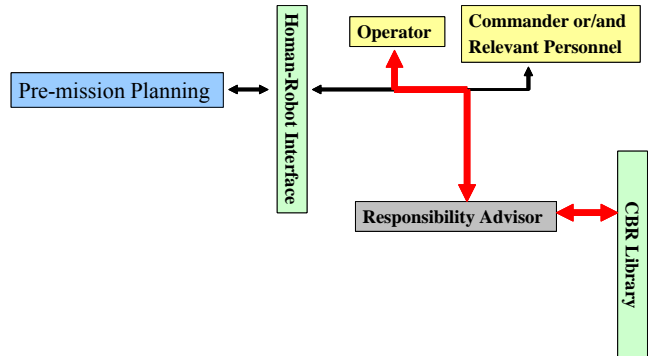 Pre-mission Planning
Homan-Robot Interface
Operator
Commander or/and
Relevant Personnel
Responsibility Advisor
CBR Library